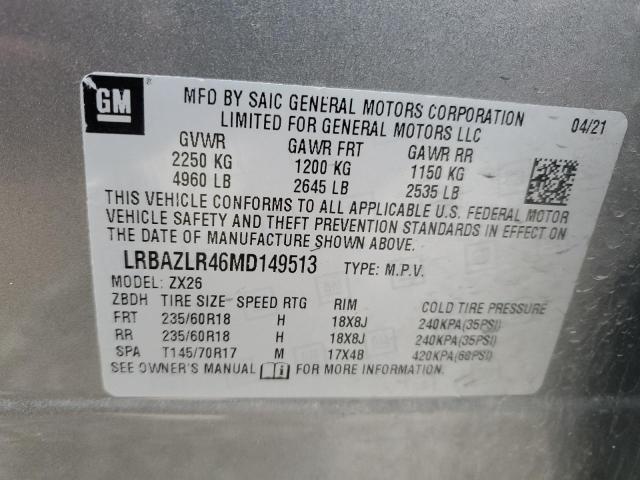 GM
MFD BY SAIC GENERAL MOTORS CORPORATION
LIMITED FOR GENERAL MOTORS LLC
04/21
GVWR GAWR FRT GAWR RR
2250 KG 1200 KG 1150 KG
4960 LB 2645 LB 2535 LB
THIS VEHICLE CONFORMS TO ALL APPLICABLE U.S. FEDERAL MOTOR
VEHICLE SAFETY AND THEFT PREVENTION STANDARDS IN EFFECT ON
THE DATE OF MANUFACTURE SHOWN ABOVE.
LRBAZLR46MD149513 TYPE: M.P.V.
MODEL: ZX26
ZBDH TIRE SIZE SPEED RTG RIM COLD TIRE PRESSURE
FRT 235/60R18 H 18X8J 240KPA(35PSI)
RR 235/60R18 H 18X8J 240KPA(35PSI)
SPA T145/70R17 M 17X4B 420KPA(60PSI)
SEE OWNER'S MANUAL FOR MORE INFORMATION